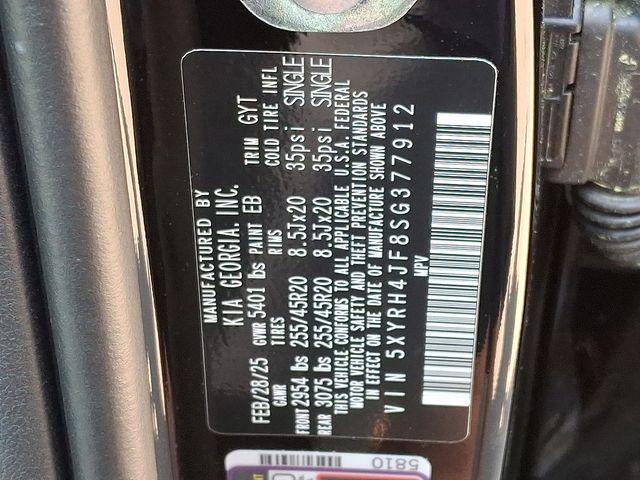 MANUFACTURED BY
KIA GEORGIA, INC.
FEB/28/25 GVWR 5401 lbs PAINT EB TRIM GYT
GAWR TIRES RIMS COLD TIRE INFL
FRONT 2954 lbs 255/45R20 8.5Jx20 35psi SINGLE
REAR 3075 lbs 255/45R20 8.5Jx20 35psi SINGLE
THIS VEHICLE CONFORMS TO ALL APPLICABLE U.S.A. FEDERAL
MOTOR VEHICLE SAFETY AND THEFT PREVENTION STANDARDS
IN EFFECT ON THE DATE OF MANUFACTURE SHOWN ABOVE
VIN 5XYRH4JF8SG377912
MPV
5810